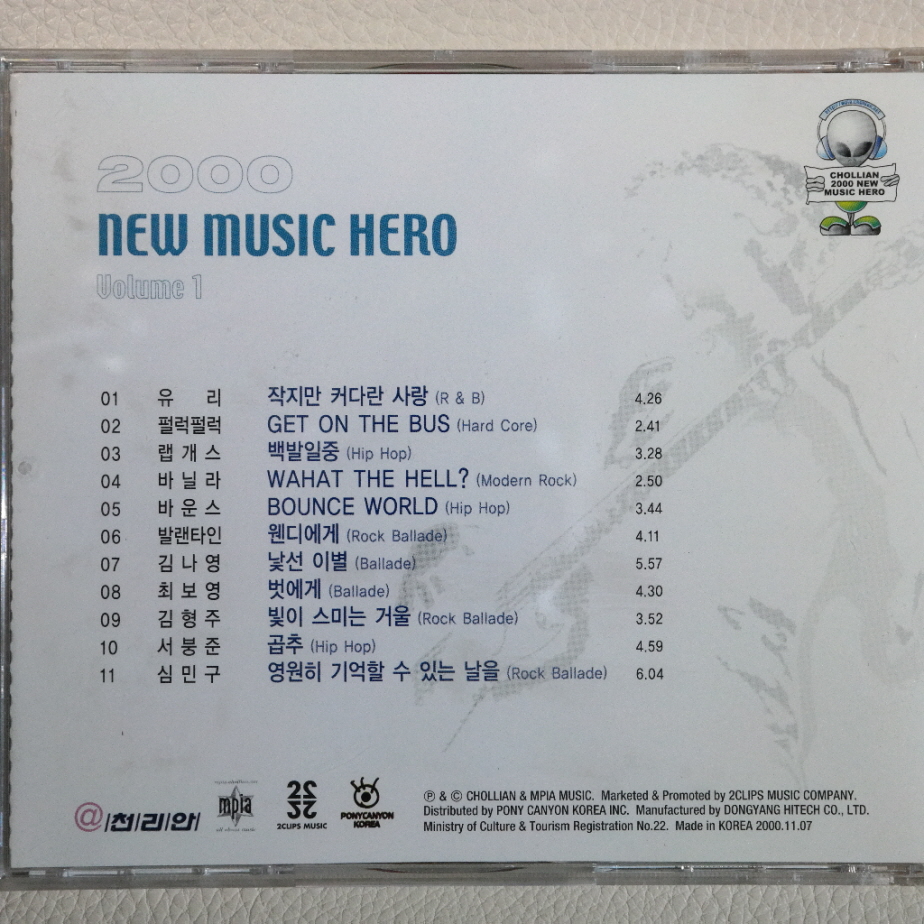 2000
NEW MUSIC HERO
Volume 1
CHOLLIAN
2000 NEW
MUSIC HERO
01 유 리 작지만 커다란 사랑 (R & B) 4.26
02 펄럭펄럭 GET ON THE BUS (Hard Core) 2.41
03 랩 개 스 백발일중 (Hip Hop) 3.28
04 바 닐 라 WAHAT THE HELL? (Modern Rock) 2.50
05 바 운 스 BOUNCE WORLD (Hip Hop) 3.44
06 발랜타인 웬디에게 (Rock Ballade) 4.11
07 김 나 영 낯선 이별 (Ballade) 5.57
08 최 보 영 벗에게 (Ballade) 4.30
09 김 형 주 빛이 스미는 거울 (Rock Ballade) 3.52
10 서 붕 준 곱추 (Hip Hop) 4.59
11 심 민 구 영원히 기억할 수 있는 날을 (Rock Ballade) 6.04
@/천/리/안/
mpia
2CLIPS MUSIC
PONYCANYON
KOREA
℗ & © CHOLLIAN & MPIA MUSIC. Marketed & Promoted by 2CLIPS MUSIC COMPANY.
Distributed by PONY CANYON KOREA INC. Manufactured by DONGYANG HITECH CO., LTD.
Ministry of Culture & Tourism Registration No.22. Made in KOREA 2000.11.07